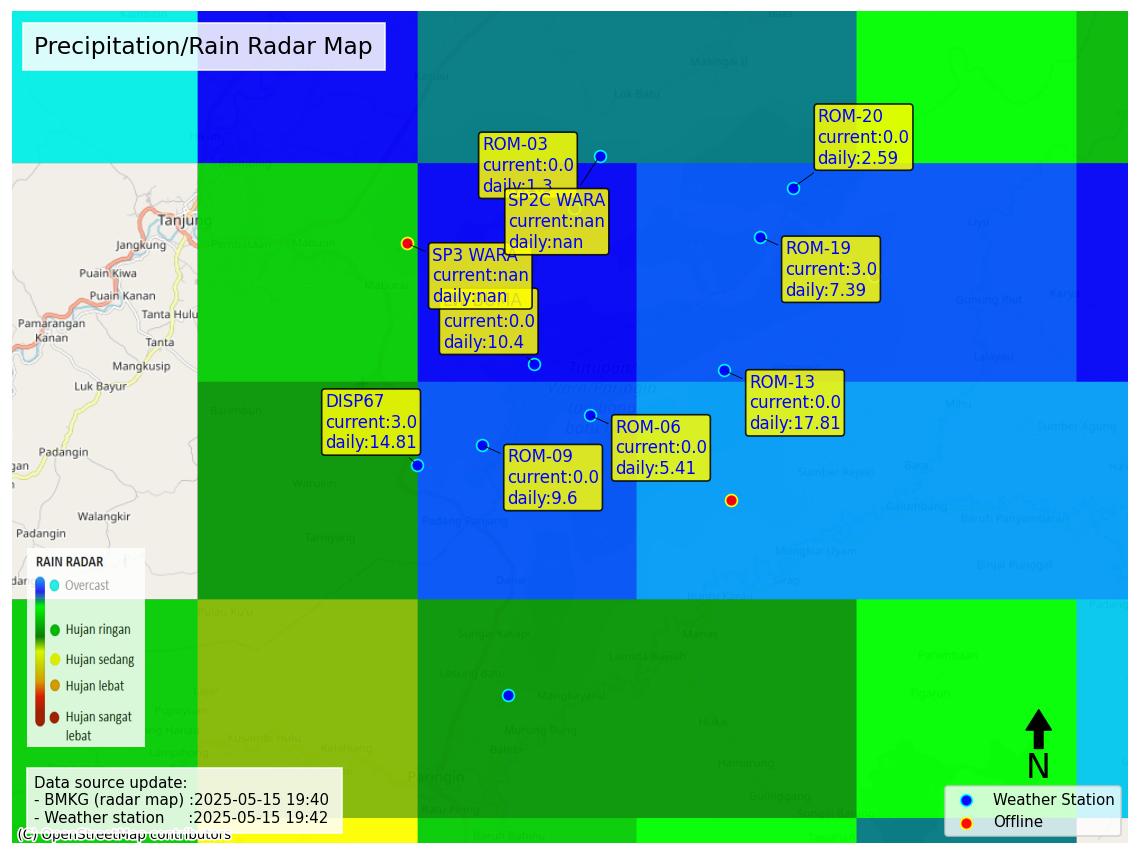 Precipitation/Rain Radar Map
ROM-20
current:0.0
daily:2.59
ROM-03
current:0.0
daily:1.3
SP2C WARA
current:nan
daily:nan
Tanjung
Jangkung
ROM-19
current:3.0
daily:7.39
SP3 WARA
current:nan
daily:nan
Puain Kiwa
Puain Kanan
Tanta Hulu
current:0.0
daily:10.4
Pamarangan
Kanan
Tanta
Mangkusip
Luk Bayur
ROM-13
current:0.0
daily:17.81
DISP67
current:3.0
daily:14.81
ROM-06
current:0.0
daily:5.41
ROM-09
current:0.0
daily:9.6
Padangin
Walangkir
Padangin
RAIN RADAR
Overcast
Hujan ringan
Hujan sedang
Hujan lebat
Hujan sangat
lebat
Paringin
N
Data source update:
- BMKG (radar map) :2025-05-15 19:40
- Weather station :2025-05-15 19:42
(C) OpenStreetMap contributors
Weather Station
Offline